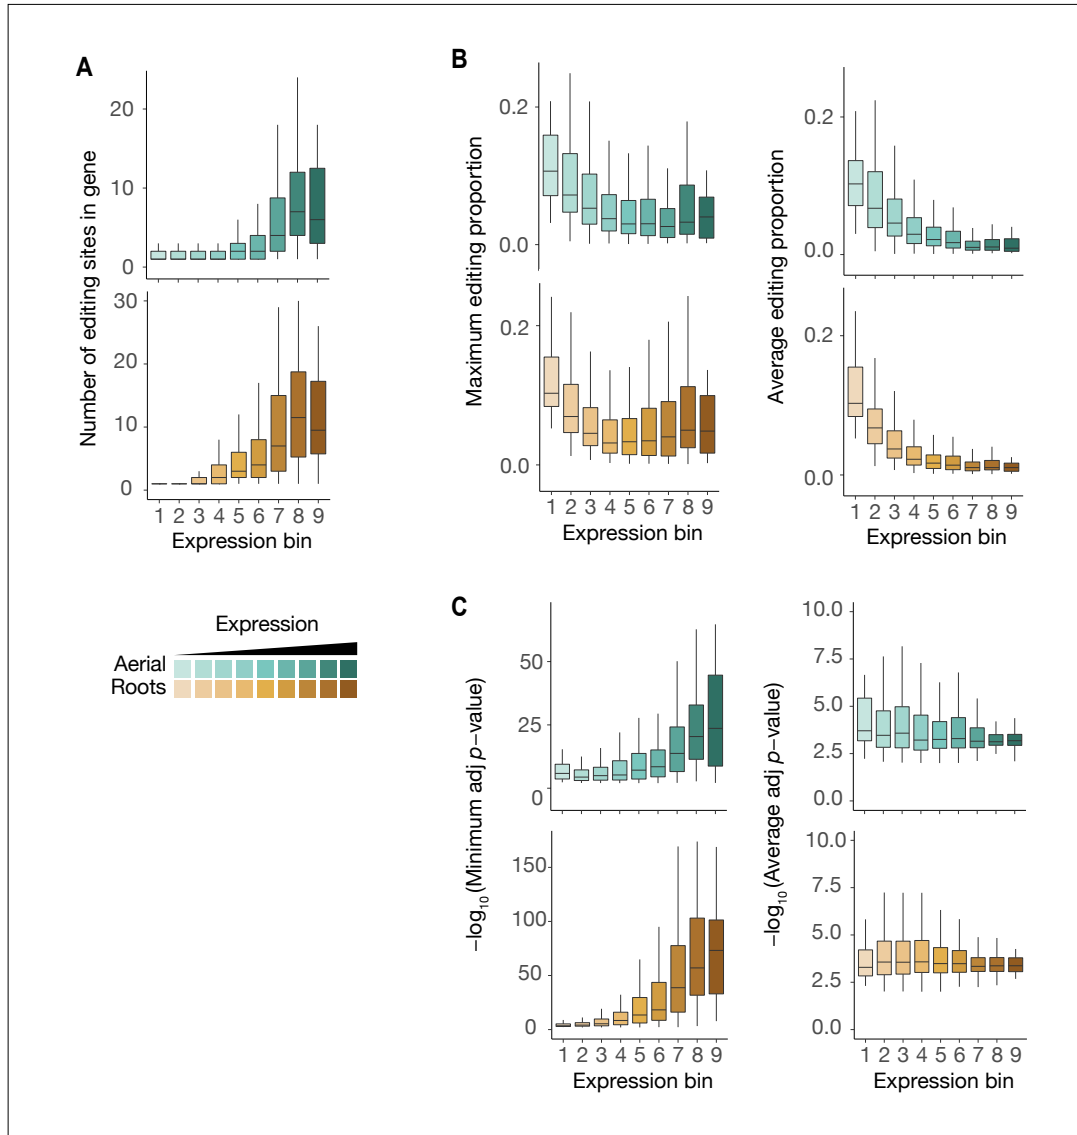 A
Number of editing sites in gene
20
10
0
30
20
10
0
1 2 3 4 5 6 7 8 9
Expression bin
B
Maximum editing proportion
0.2
0.0
0.2
0.0
1 2 3 4 5 6 7 8 9
Expression bin
Average editing proportion
0.2
0.0
0.2
0.0
1 2 3 4 5 6 7 8 9
Expression bin
Expression
Aerial
Roots
C
−log10(Minimum adj p−value)
50
25
0
150
100
50
0
1 2 3 4 5 6 7 8 9
Expression bin
−log10(Average adj p−value)
10.0
7.5
5.0
2.5
0.0
10.0
7.5
5.0
2.5
0.0
1 2 3 4 5 6 7 8 9
Expression bin